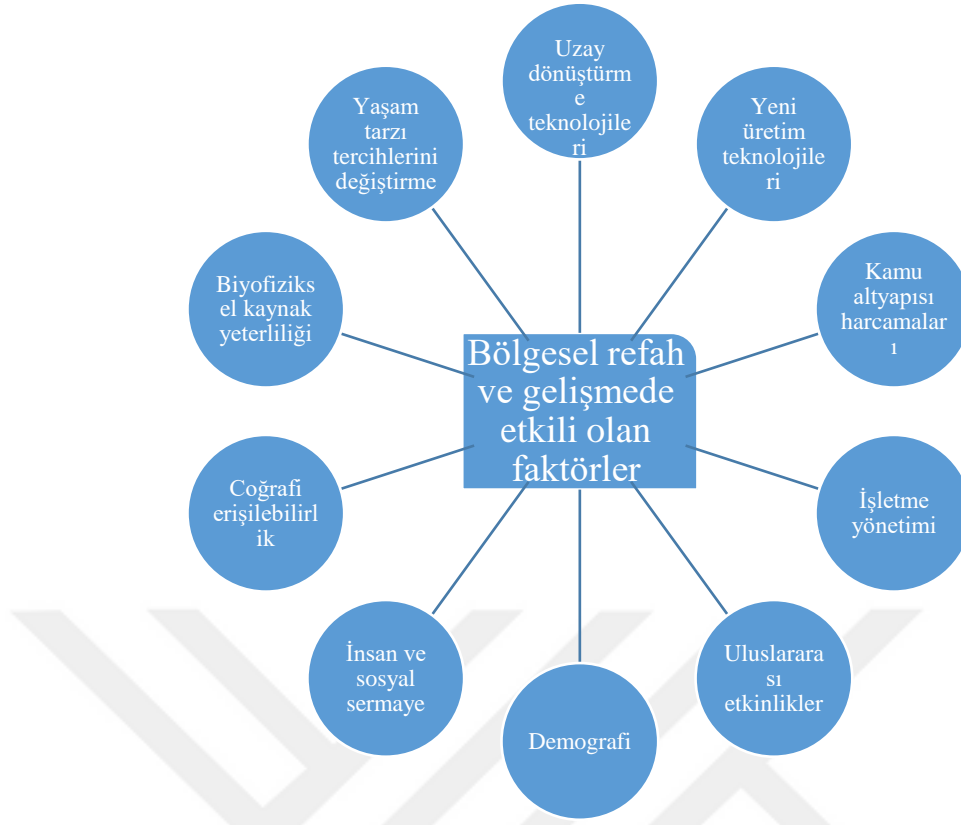 Uzay
dönüştürm
e
teknolojile
ri
Yeni
üretim
teknolojile
ri
Kamu
altyapısı
harcamalar
ı
İşletme
yönetimi
Uluslarara
sı
etkinlikler
Demografi
İnsan ve
sosyal
sermaye
Coğrafi
erişilebilirl
ik
Biyofiziks
el kaynak
yeterliliği
Yaşam
tarzı
tercihlerini
değiştirme
Bölgesel refah
ve gelişmede
etkili olan
faktörler